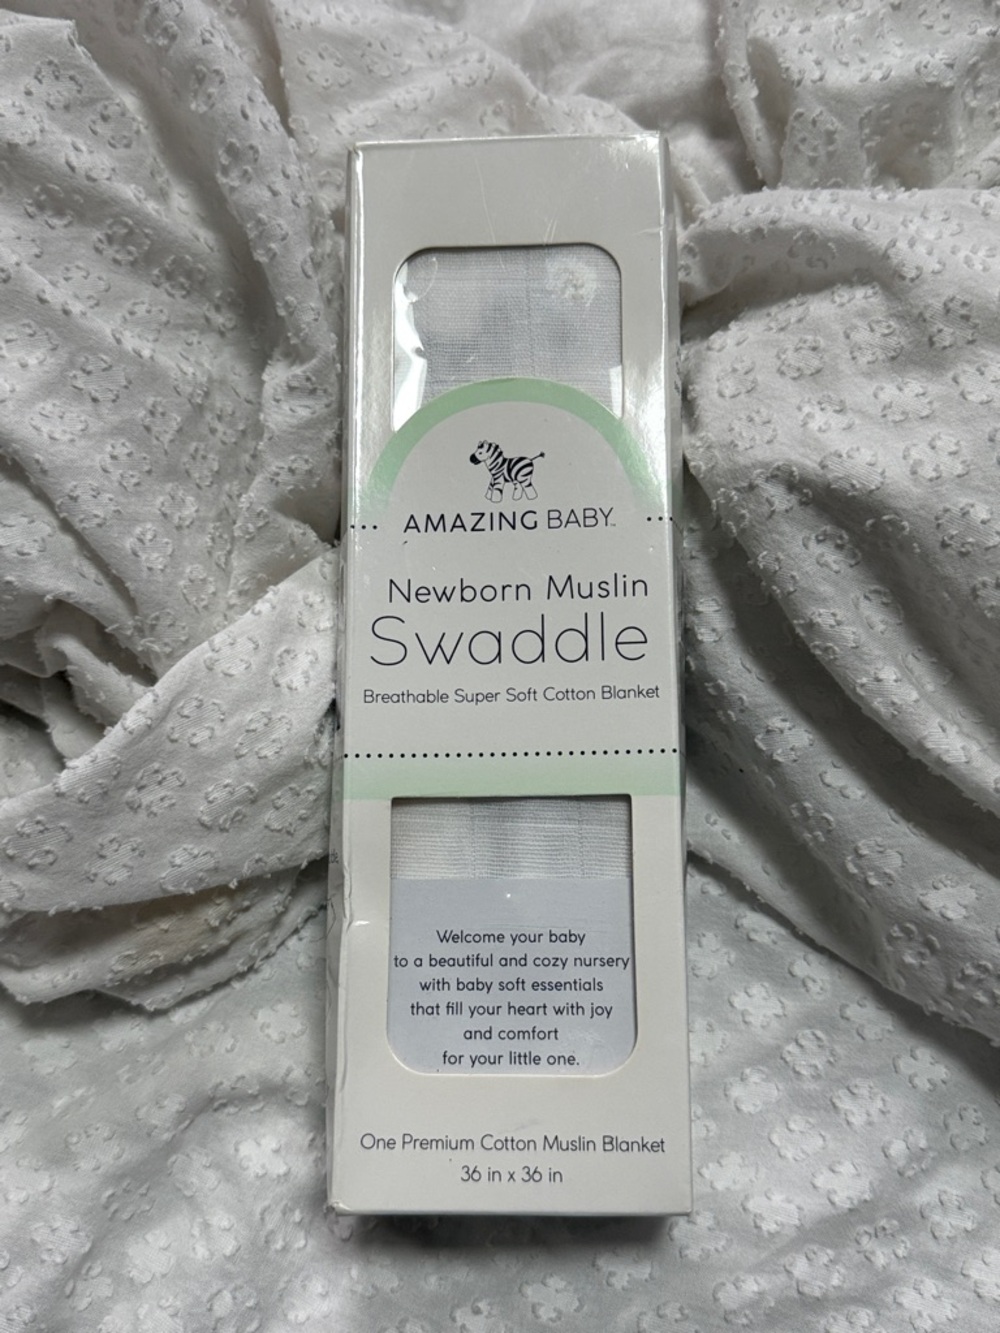 AMAZING BABY™
Newborn Muslin
Swaddle
Breathable Super Soft Cotton Blanket
Welcome your baby
to a beautiful and cozy nursery
with baby soft essentials
that fill your heart with joy
and comfort
for your little one.
One Premium Cotton Muslin Blanket
36 in x 36 in